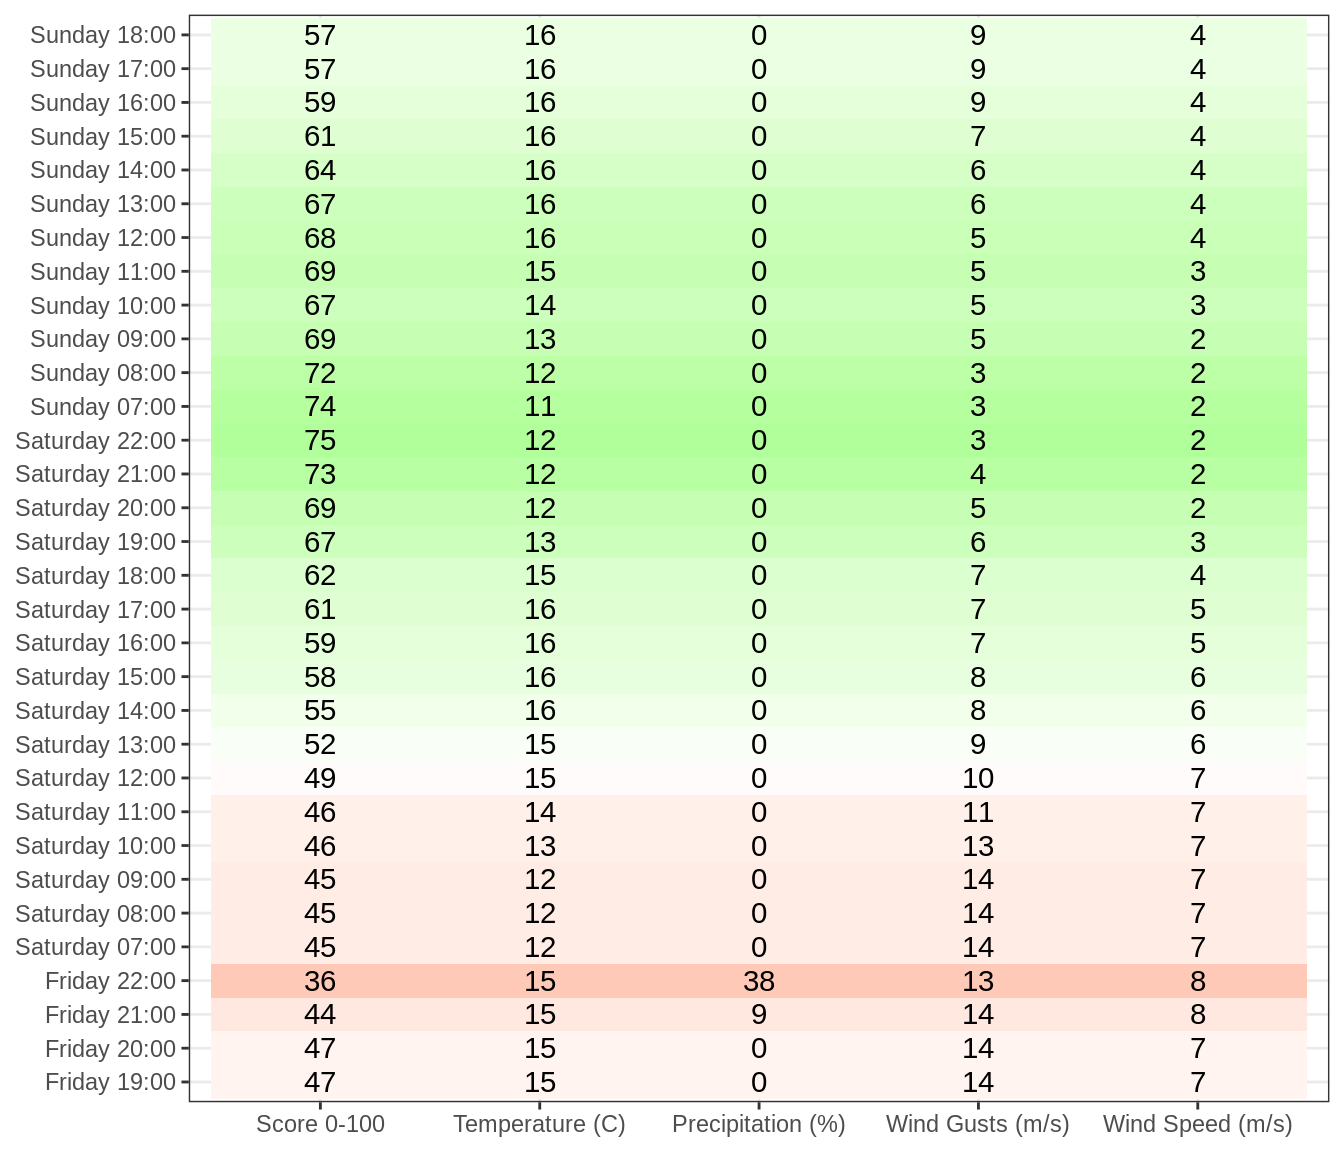 Sunday 18:00 57 16 0 9 4
Sunday 17:00 57 16 0 9 4
Sunday 16:00 59 16 0 9 4
Sunday 15:00 61 16 0 7 4
Sunday 14:00 64 16 0 6 4
Sunday 13:00 67 16 0 6 4
Sunday 12:00 68 16 0 5 4
Sunday 11:00 69 15 0 5 3
Sunday 10:00 67 14 0 5 3
Sunday 09:00 69 13 0 5 2
Sunday 08:00 72 12 0 3 2
Sunday 07:00 74 11 0 3 2
Saturday 22:00 75 12 0 3 2
Saturday 21:00 73 12 0 4 2
Saturday 20:00 69 12 0 5 2
Saturday 19:00 67 13 0 6 3
Saturday 18:00 62 15 0 7 4
Saturday 17:00 61 16 0 7 5
Saturday 16:00 59 16 0 7 5
Saturday 15:00 58 16 0 8 6
Saturday 14:00 55 16 0 8 6
Saturday 13:00 52 15 0 9 6
Saturday 12:00 49 15 0 10 7
Saturday 11:00 46 14 0 11 7
Saturday 10:00 46 13 0 13 7
Saturday 09:00 45 12 0 14 7
Saturday 08:00 45 12 0 14 7
Saturday 07:00 45 12 0 14 7
Friday 22:00 36 15 38 13 8
Friday 21:00 44 15 9 14 8
Friday 20:00 47 15 0 14 7
Friday 19:00 47 15 0 14 7
Score 0-100 Temperature (C) Precipitation (%) Wind Gusts (m/s) Wind Speed (m/s)